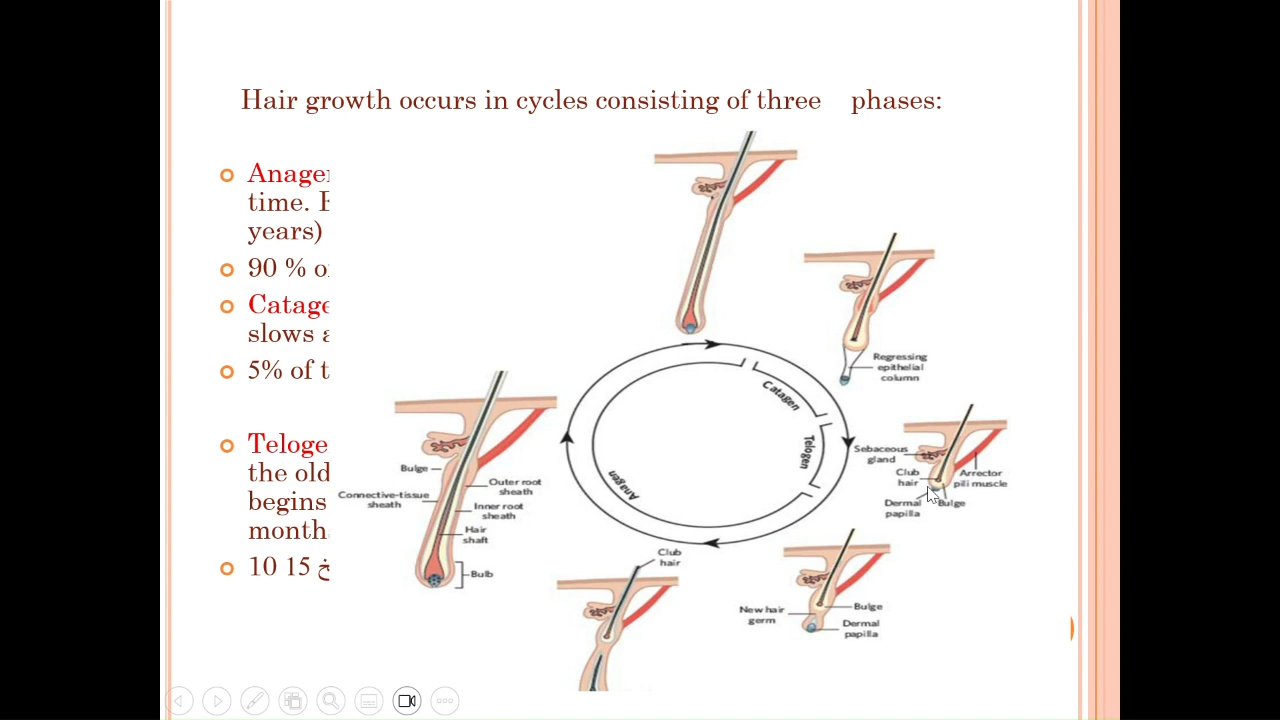 Hair growth occurs in cycles consisting of three phases:
Anagen
time. E
years)
90 % o
Catage
slows a
5% of t
Teloge
the old
begins
month
10 15 خ
Regressing
epithelial
column
Catagen
Telogen
Anagen
Sebaceous
gland
Club
hair
Arrector
pili muscle
Dermal
papilla
Bulge
Bulge
Connective-tissue
sheath
Outer root
sheath
Inner root
sheath
Hair
shaft
Bulb
Club
hair
New hair
germ
Bulge
Dermal
papilla